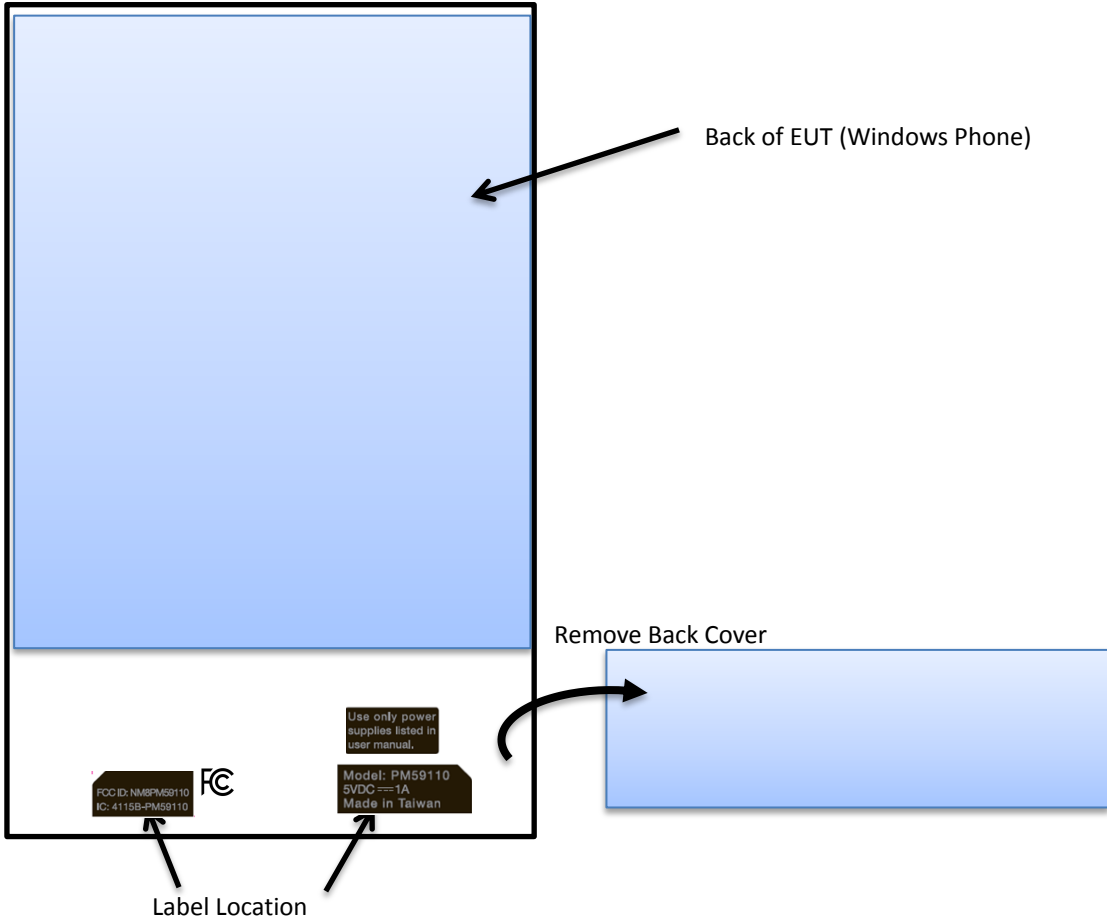 Back of EUT (Windows Phone)
Remove Back Cover
Use only power
supplies listed in
user manual.
Model: PM59110
5VDC ⎓ 1A
Made in Taiwan
FCC ID: NM8PM59110
IC: 4115B-PM59110
FC
Label Location